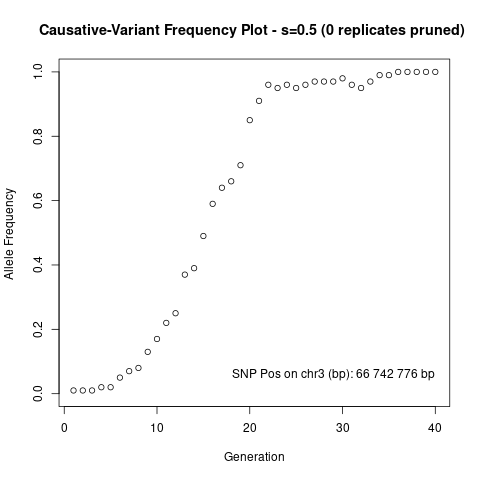 Causative-Variant Frequency Plot - s=0.5 (0 replicates pruned)
Allele Frequency
1.0
0.8
0.6
0.4
0.2
0.0
SNP Pos on chr3 (bp): 66 742 776 bp
0 10 20 30 40
Generation